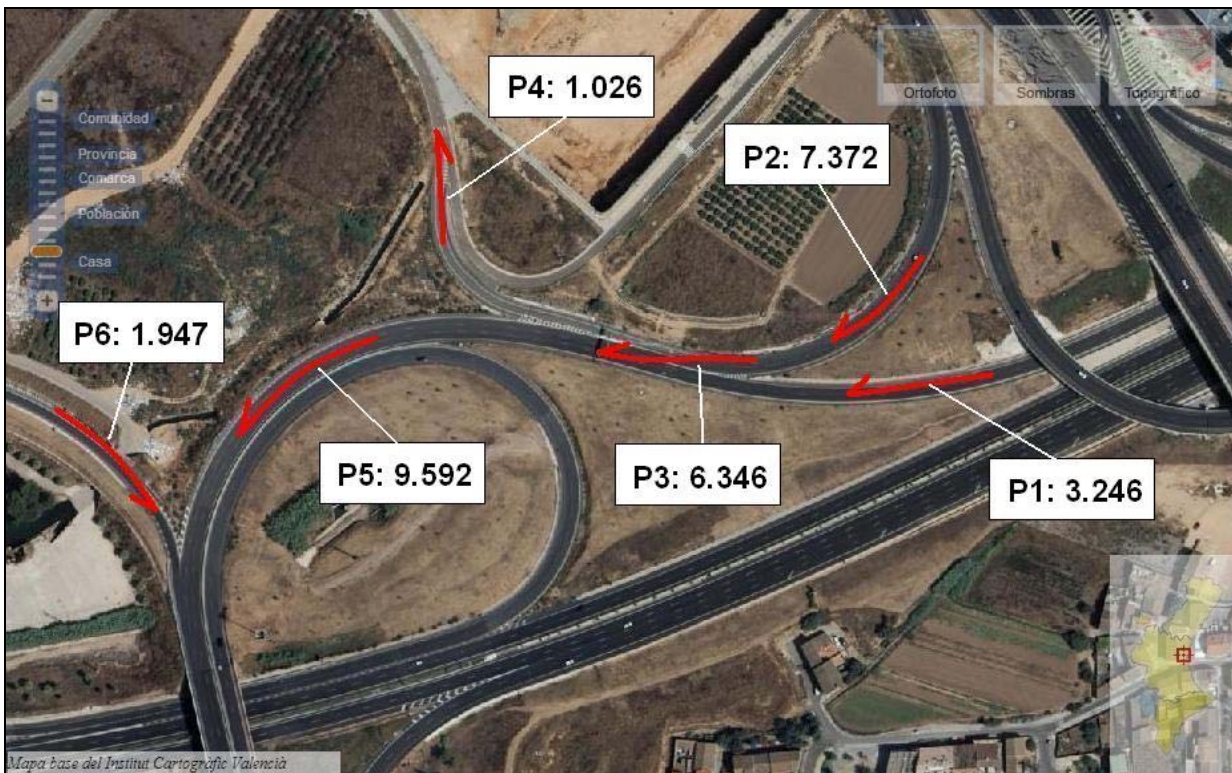 P4: 1.026
Ortofoto
Sombras
Topográfico
Comunidad
Provincia
Comarca
Población
Casa
P2: 7.372
P6: 1.947
P5: 9.592
P3: 6.346
P1: 3.246
Mapa base del Institut Cartogràfic Valencià